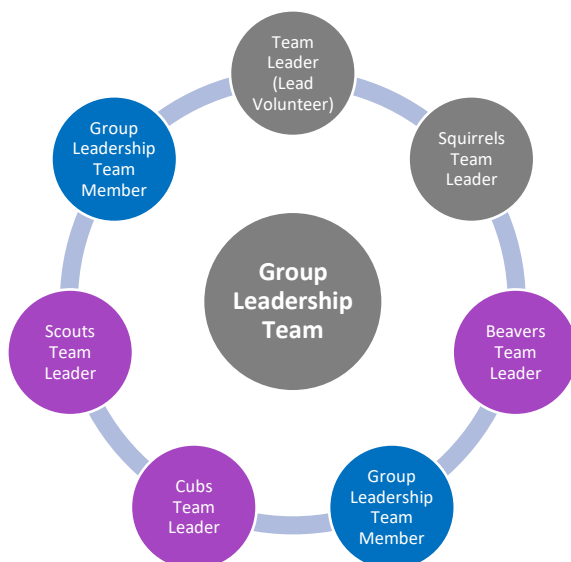 Team
Leader
(Lead
Volunteer)
Squirrels
Team
Leader
Beavers
Team
Leader
Group
Leadership
Team
Member
Cubs
Team
Leader
Scouts
Team
Leader
Group
Leadership
Team
Member
Group
Leadership
Team